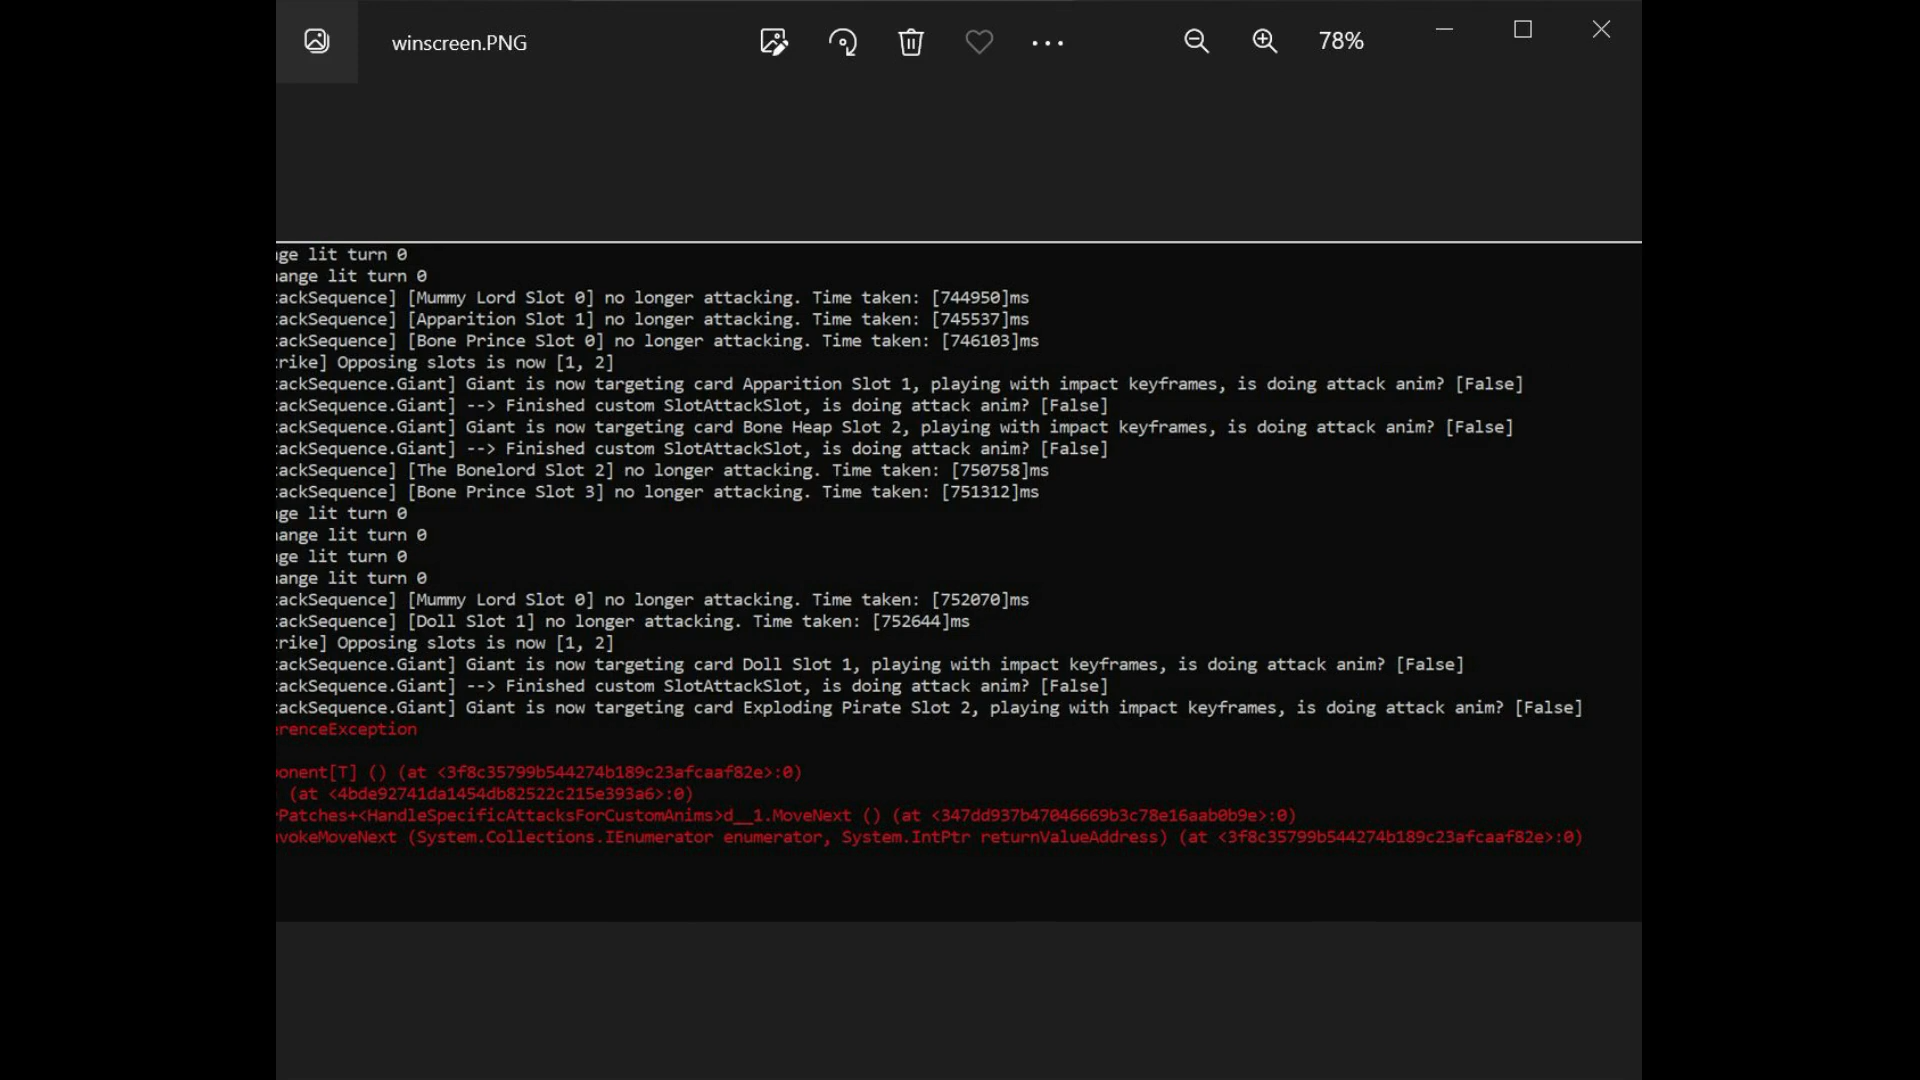 winscreen.PNG
78%
ge lit turn 0
ange lit turn 0
ackSequence] [Mummy Lord Slot 0] no longer attacking. Time taken: [744950]ms
ackSequence] [Apparition Slot 1] no longer attacking. Time taken: [745537]ms
ackSequence] [Bone Prince Slot 0] no longer attacking. Time taken: [746103]ms
rike] Opposing slots is now [1, 2]
ackSequence.Giant] Giant is now targeting card Apparition Slot 1, playing with impact keyframes, is doing attack anim? [False]
ackSequence.Giant] --> Finished custom SlotAttackSlot, is doing attack anim? [False]
ackSequence.Giant] Giant is now targeting card Bone Heap Slot 2, playing with impact keyframes, is doing attack anim? [False]
ackSequence.Giant] --> Finished custom SlotAttackSlot, is doing attack anim? [False]
ackSequence] [The Bonelord Slot 2] no longer attacking. Time taken: [750758]ms
ackSequence] [Bone Prince Slot 3] no longer attacking. Time taken: [751312]ms
ge lit turn 0
ange lit turn 0
ge lit turn 0
ange lit turn 0
ackSequence] [Mummy Lord Slot 0] no longer attacking. Time taken: [752070]ms
ackSequence] [Doll Slot 1] no longer attacking. Time taken: [752644]ms
rike] Opposing slots is now [1, 2]
ackSequence.Giant] Giant is now targeting card Doll Slot 1, playing with impact keyframes, is doing attack anim? [False]
ackSequence.Giant] --> Finished custom SlotAttackSlot, is doing attack anim? [False]
ackSequence.Giant] Giant is now targeting card Exploding Pirate Slot 2, playing with impact keyframes, is doing attack anim? [False]
erenceException
onent[T] () (at <3f8c35799b544274b189c23afcaaf82e>:0)
(at <4bde92741da1454db82522c215e393a6>:0)
Patches+<HandleSpecificAttacksForCustomAnims>d__1.MoveNext () (at <347dd937b47046669b3c78e16aab0b9e>:0)
vokeMoveNext (System.Collections.IEnumerator enumerator, System.IntPtr returnValueAddress) (at <3f8c35799b544274b189c23afcaaf82e>:0)